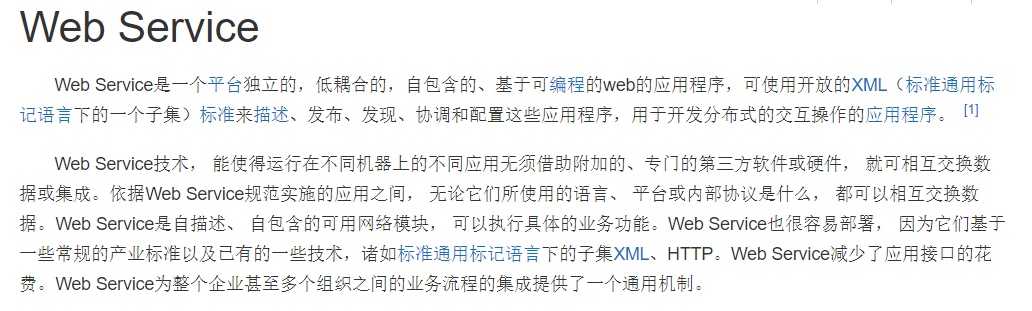 Web Service
Web Service是一个平台独立的，低耦合的，自包含的、基于可编程的web的应用程序，可使用开放的XML（标准通用标
记语言下的一个子集）标准来描述、发布、发现、协调和配置这些应用程序，用于开发分布式的交互操作的应用程序。 [1]
Web Service技术， 能使得运行在不同机器上的不同应用无须借助附加的、专门的第三方软件或硬件， 就可相互交换数
据或集成。依据Web Service规范实施的应用之间， 无论它们所使用的语言、 平台或内部协议是什么， 都可以相互交换数
据。Web Service是自描述、 自包含的可用网络模块， 可以执行具体的业务功能。Web Service也很容易部署， 因为它们基于
一些常规的产业标准以及已有的一些技术，诸如标准通用标记语言下的子集XML、HTTP。Web Service减少了应用接口的花
费。Web Service为整个企业甚至多个组织之间的业务流程的集成提供了一个通用机制。